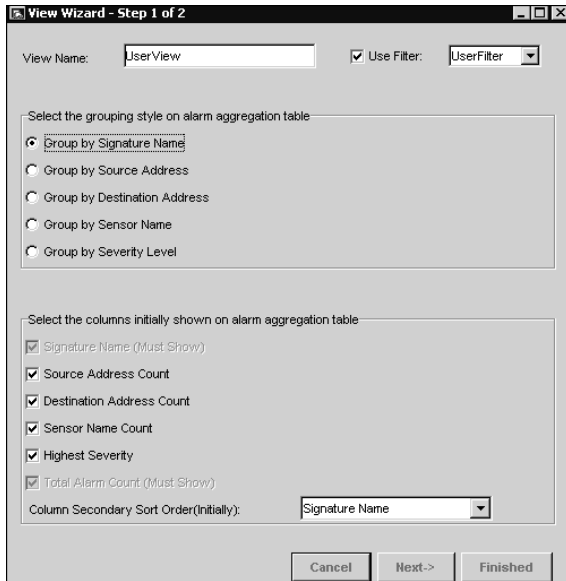 View Wizard - Step 1 of 2
View Name: UserView Use Filter: UserFilter
Select the grouping style on alarm aggregation table
Group by Signature Name
Group by Source Address
Group by Destination Address
Group by Sensor Name
Group by Severity Level
Select the columns initially shown on alarm aggregation table
Signature Name (Must Show)
Source Address Count
Destination Address Count
Sensor Name Count
Highest Severity
Total Alarm Count (Must Show)
Column Secondary Sort Order(Initially): Signature Name
Cancel Next-> Finished